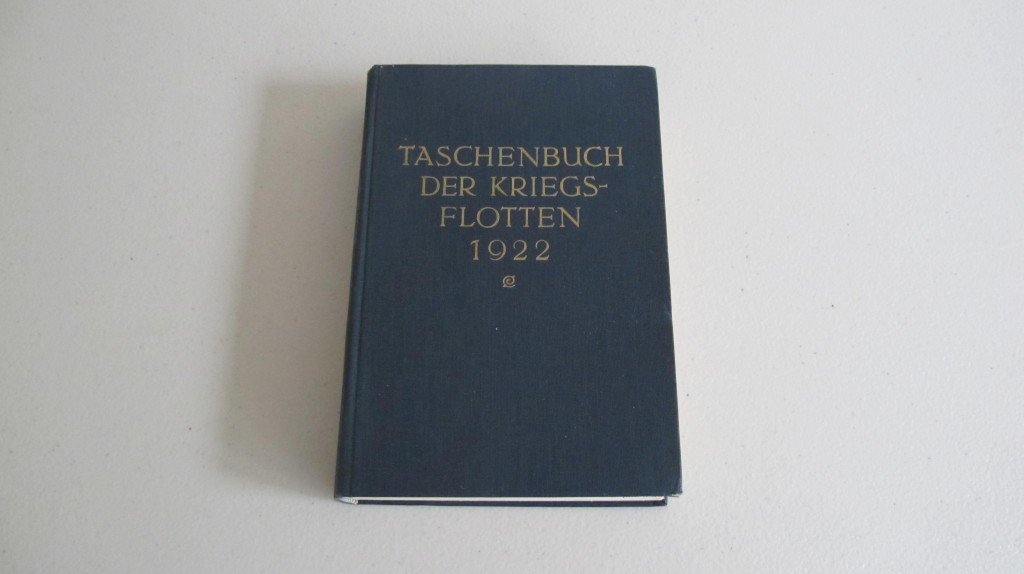 TASCHENBUCH
DER KRIEGS-
FLOTTEN
1922